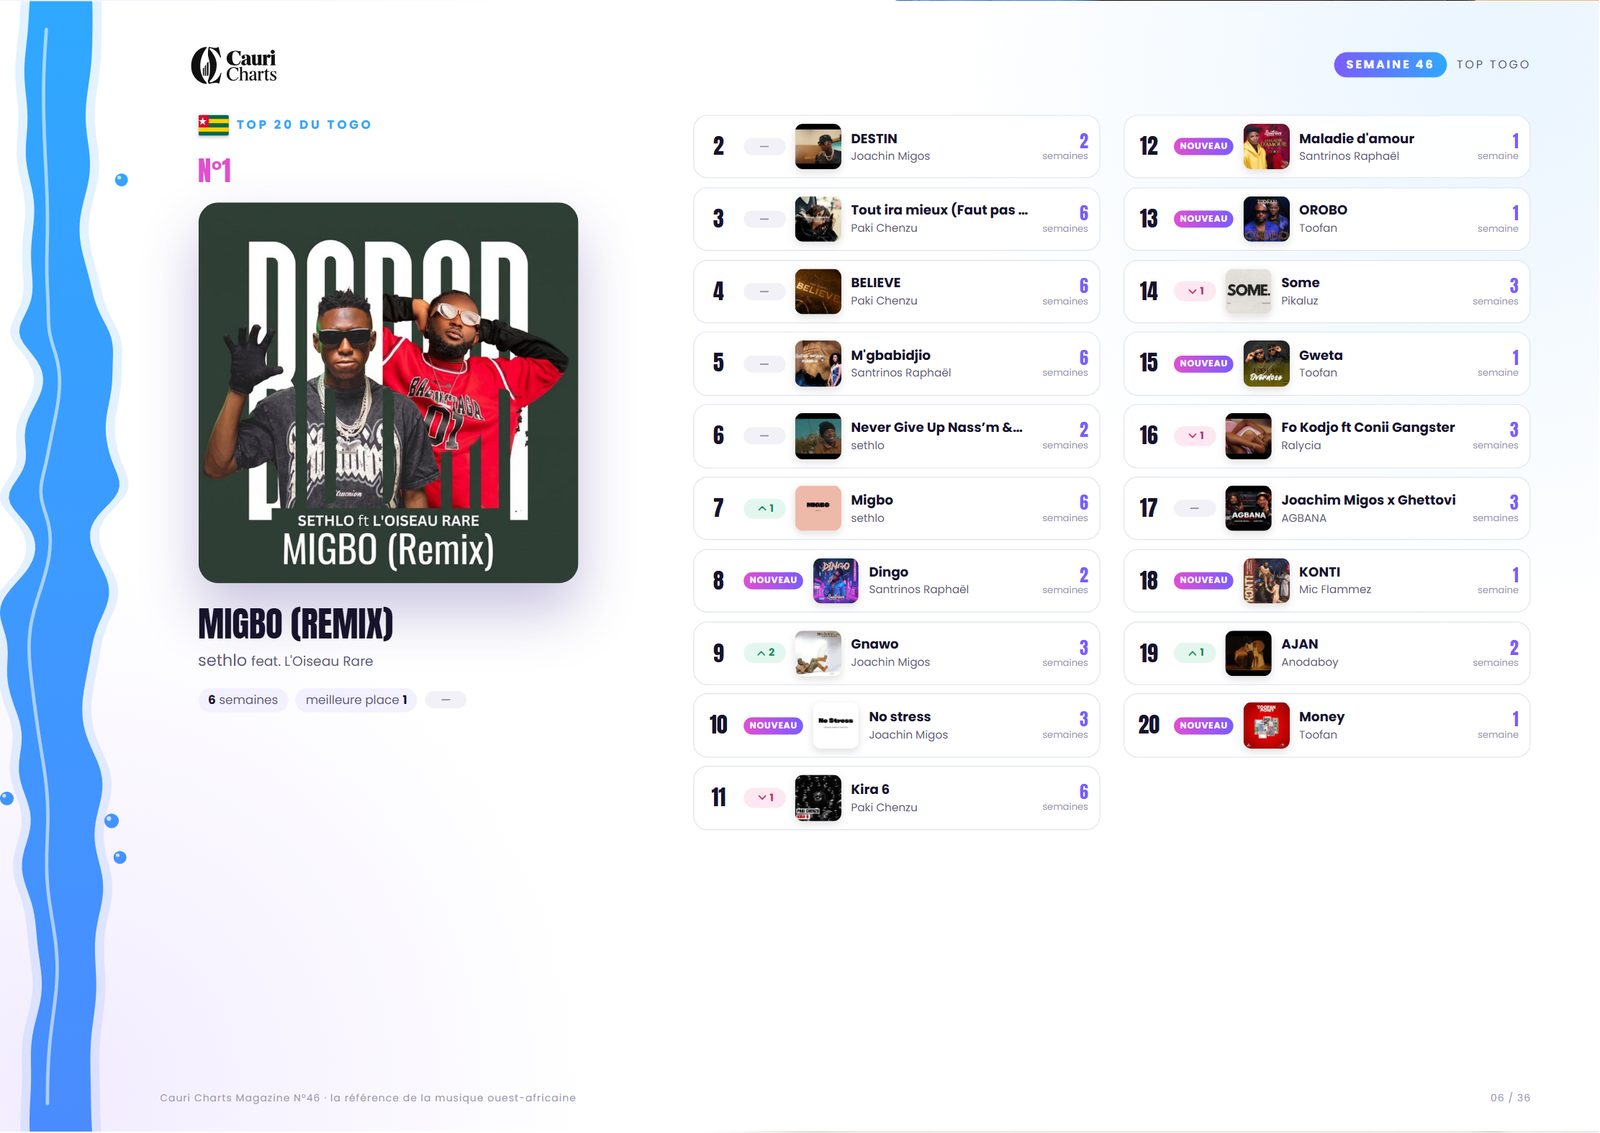 Cauri
Charts
SEMAINE 46 TOP TOGO
TOP 20 DU TOGO
N°1
SETHLO ft L'OISEAU RARE
MIGBO (Remix)
MIGBO (REMIX)
sethlo feat. L'Oiseau Rare
6 semaines meilleure place 1 –
2 – DESTIN 2
Joachin Migos semaines
3 – Tout ira mieux (Faut pas ... 6
Paki Chenzu semaines
4 – BELIEVE 6
Paki Chenzu semaines
5 – M'gbabidjio 6
Santrinos Raphaël semaines
6 – Never Give Up Nass’m &... 2
sethlo semaines
7 1 MIGBO Migbo 6
sethlo semaines
8 NOUVEAU DINGO Dingo 2
Santrinos Raphaël semaines
9 2 Gnawo 3
Joachin Migos semaines
10 NOUVEAU No Stress No stress 3
Joachin Migos semaines
11 1 Kira 6 6
Paki Chenzu semaines
12 NOUVEAU Maladie d'amour 1
Santrinos Raphaël semaine
13 NOUVEAU OROBO 1
Toofan semaine
14 1 SOME. Some 3
Pikaluz semaines
15 NOUVEAU Gweta 1
Toofan semaine
16 1 Fo Kodjo ft Conii Gangster 3
Ralycia semaines
17 – AGBANA Joachim Migos x Ghettovi 3
AGBANA semaines
18 NOUVEAU KONTI KONTI 1
Mic Flammez semaine
19 1 AJAN 2
Anodaboy semaines
20 NOUVEAU Money 1
Toofan semaine
Cauri Charts Magazine N°46 · la référence de la musique ouest-africaine
06 / 36